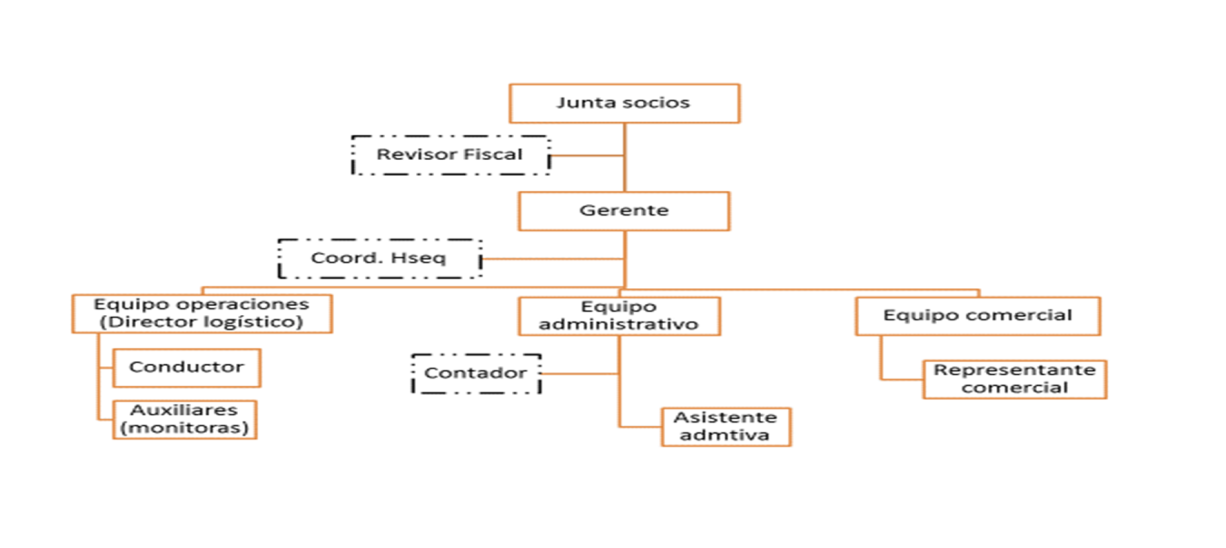 Junta socios
Revisor Fiscal
Gerente
Coord. Hseq
Equipo operaciones
(Director logístico)
Equipo
administrativo
Equipo comercial
Conductor
Contador
Representante
comercial
Auxiliares
(monitoras)
Asistente
admtiva